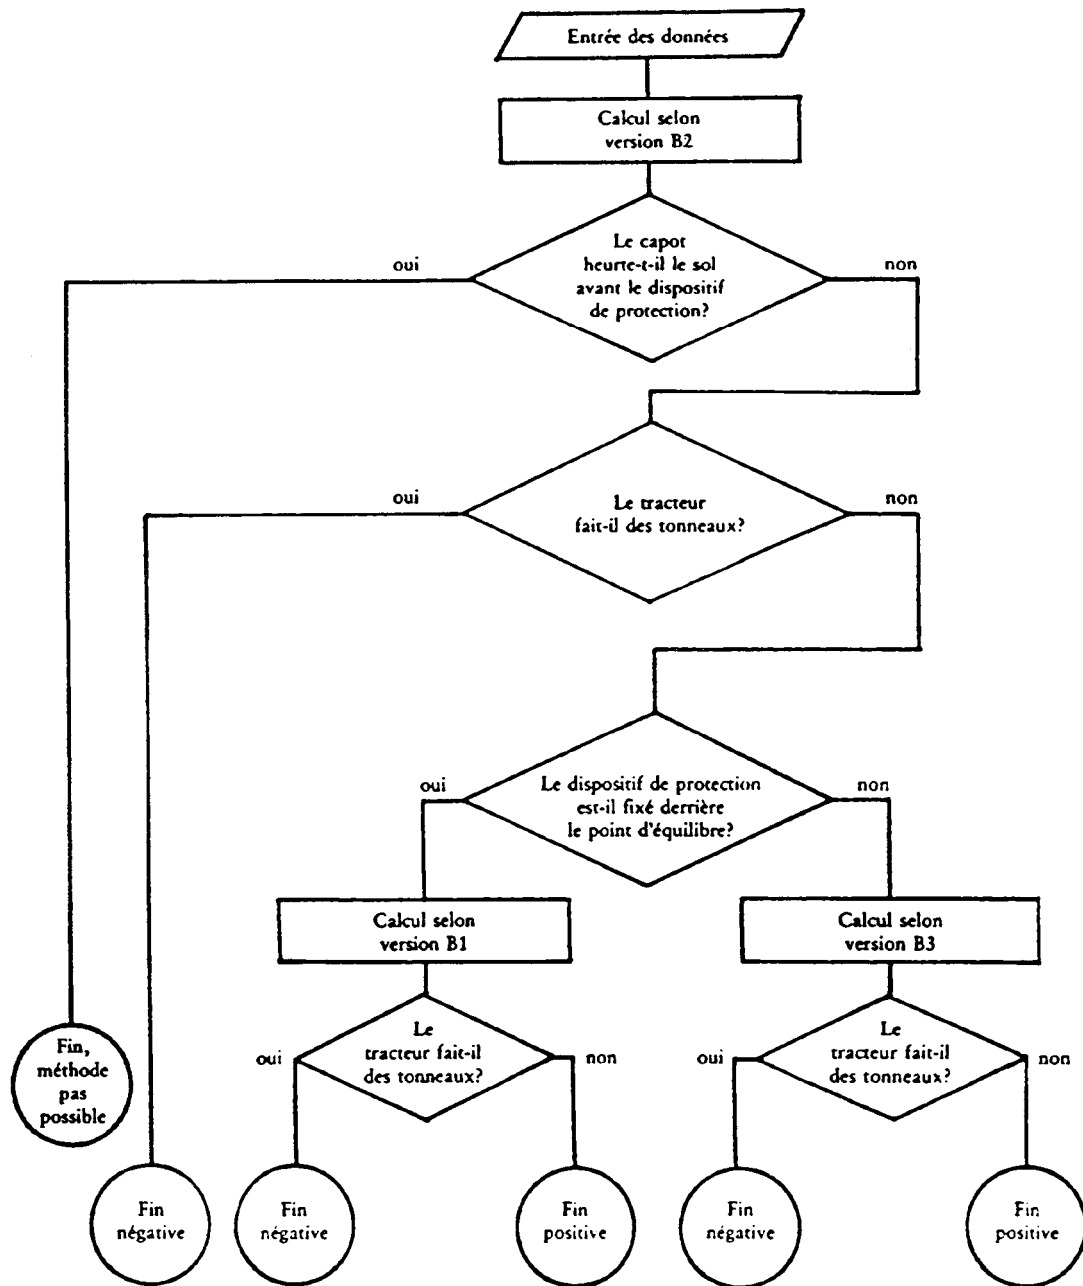 Entrée des données
Calcul selon
version B2
Le capot
heurte-t-il le sol
avant le dispositif
de protection?
oui
non
Le tracteur
fait-il des tonneaux?
oui
non
Le dispositif de protection
est-il fixé derrière
le point d'équilibre?
oui
non
Calcul selon
version B1
Calcul selon
version B3
Le
tracteur fait-il
des tonneaux?
oui
non
Le
tracteur fait-il
des tonneaux?
oui
non
Fin,
méthode
pas
possible
Fin
négative
Fin
négative
Fin
positive
Fin
négative
Fin
positive